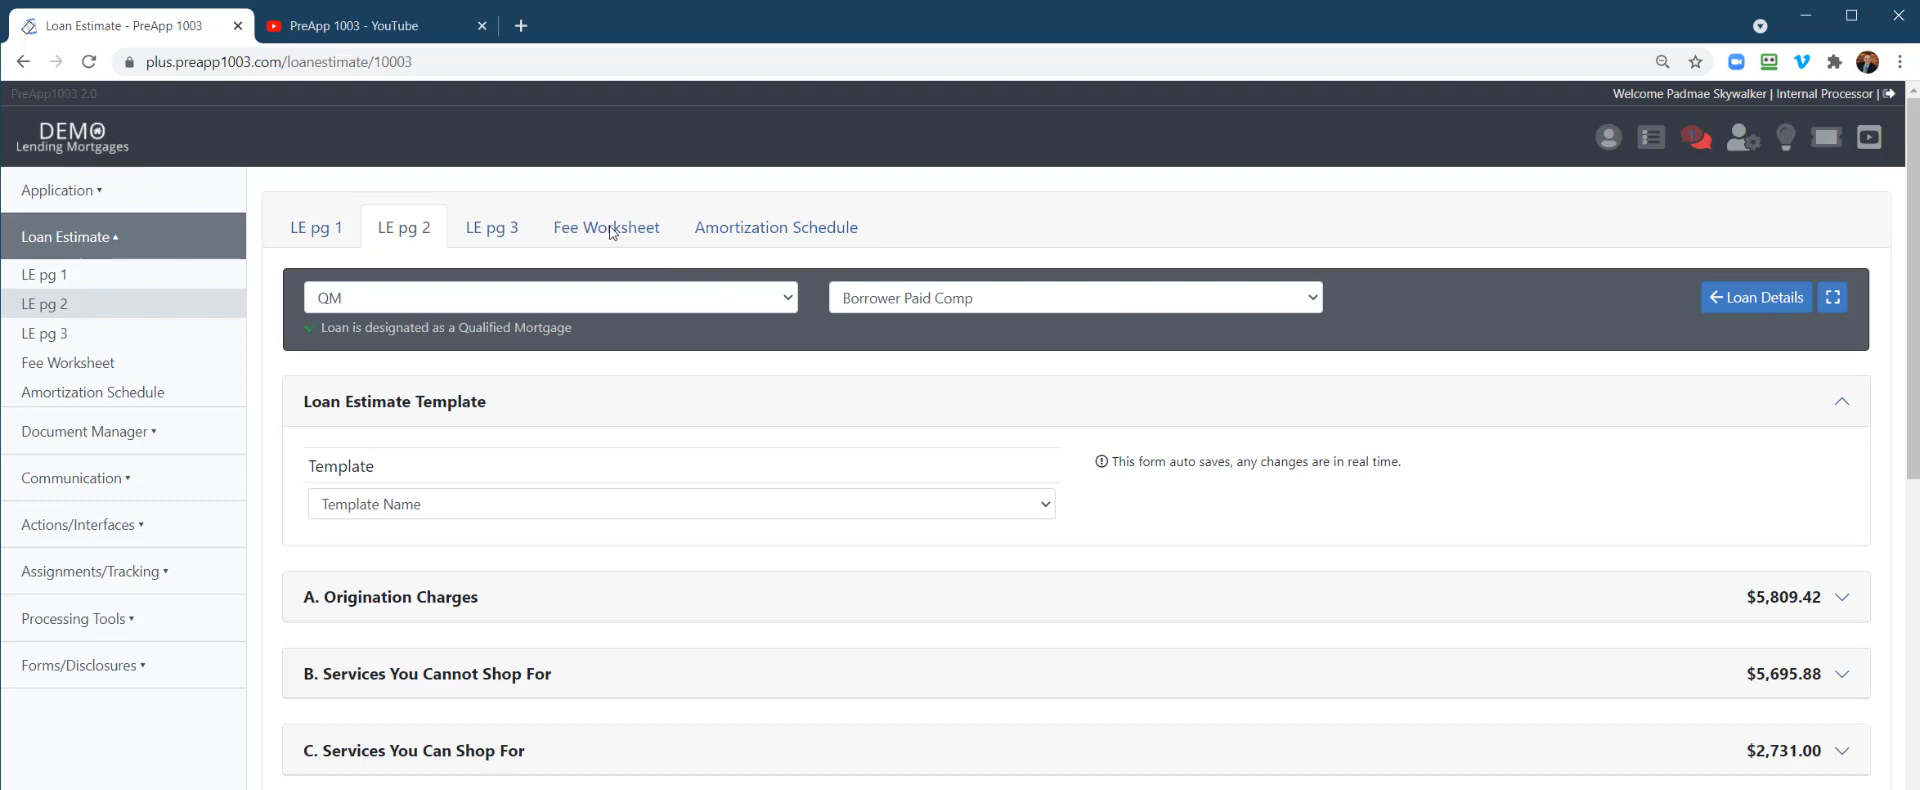 Loan Estimate - PreApp 1003
PreApp 1003 - YouTube
plus.preapp1003.com/loanestimate/10003
PreApp1003 2.0
Welcome Padmae Skywalker | Internal Processor |
DEMO
Lending Mortgages
Application
Loan Estimate
LE pg 1
LE pg 2
LE pg 3
Fee Worksheet
Amortization Schedule
Document Manager
Communication
Actions/Interfaces
Assignments/Tracking
Processing Tools
Forms/Disclosures
LE pg 1
LE pg 2
LE pg 3
Fee Worksheet
Amortization Schedule
QM
Borrower Paid Comp
Loan Details
Loan is designated as a Qualified Mortgage
Loan Estimate Template
Template
This form auto saves, any changes are in real time.
Template Name
A. Origination Charges $5,809.42
B. Services You Cannot Shop For $5,695.88
C. Services You Can Shop For $2,731.00